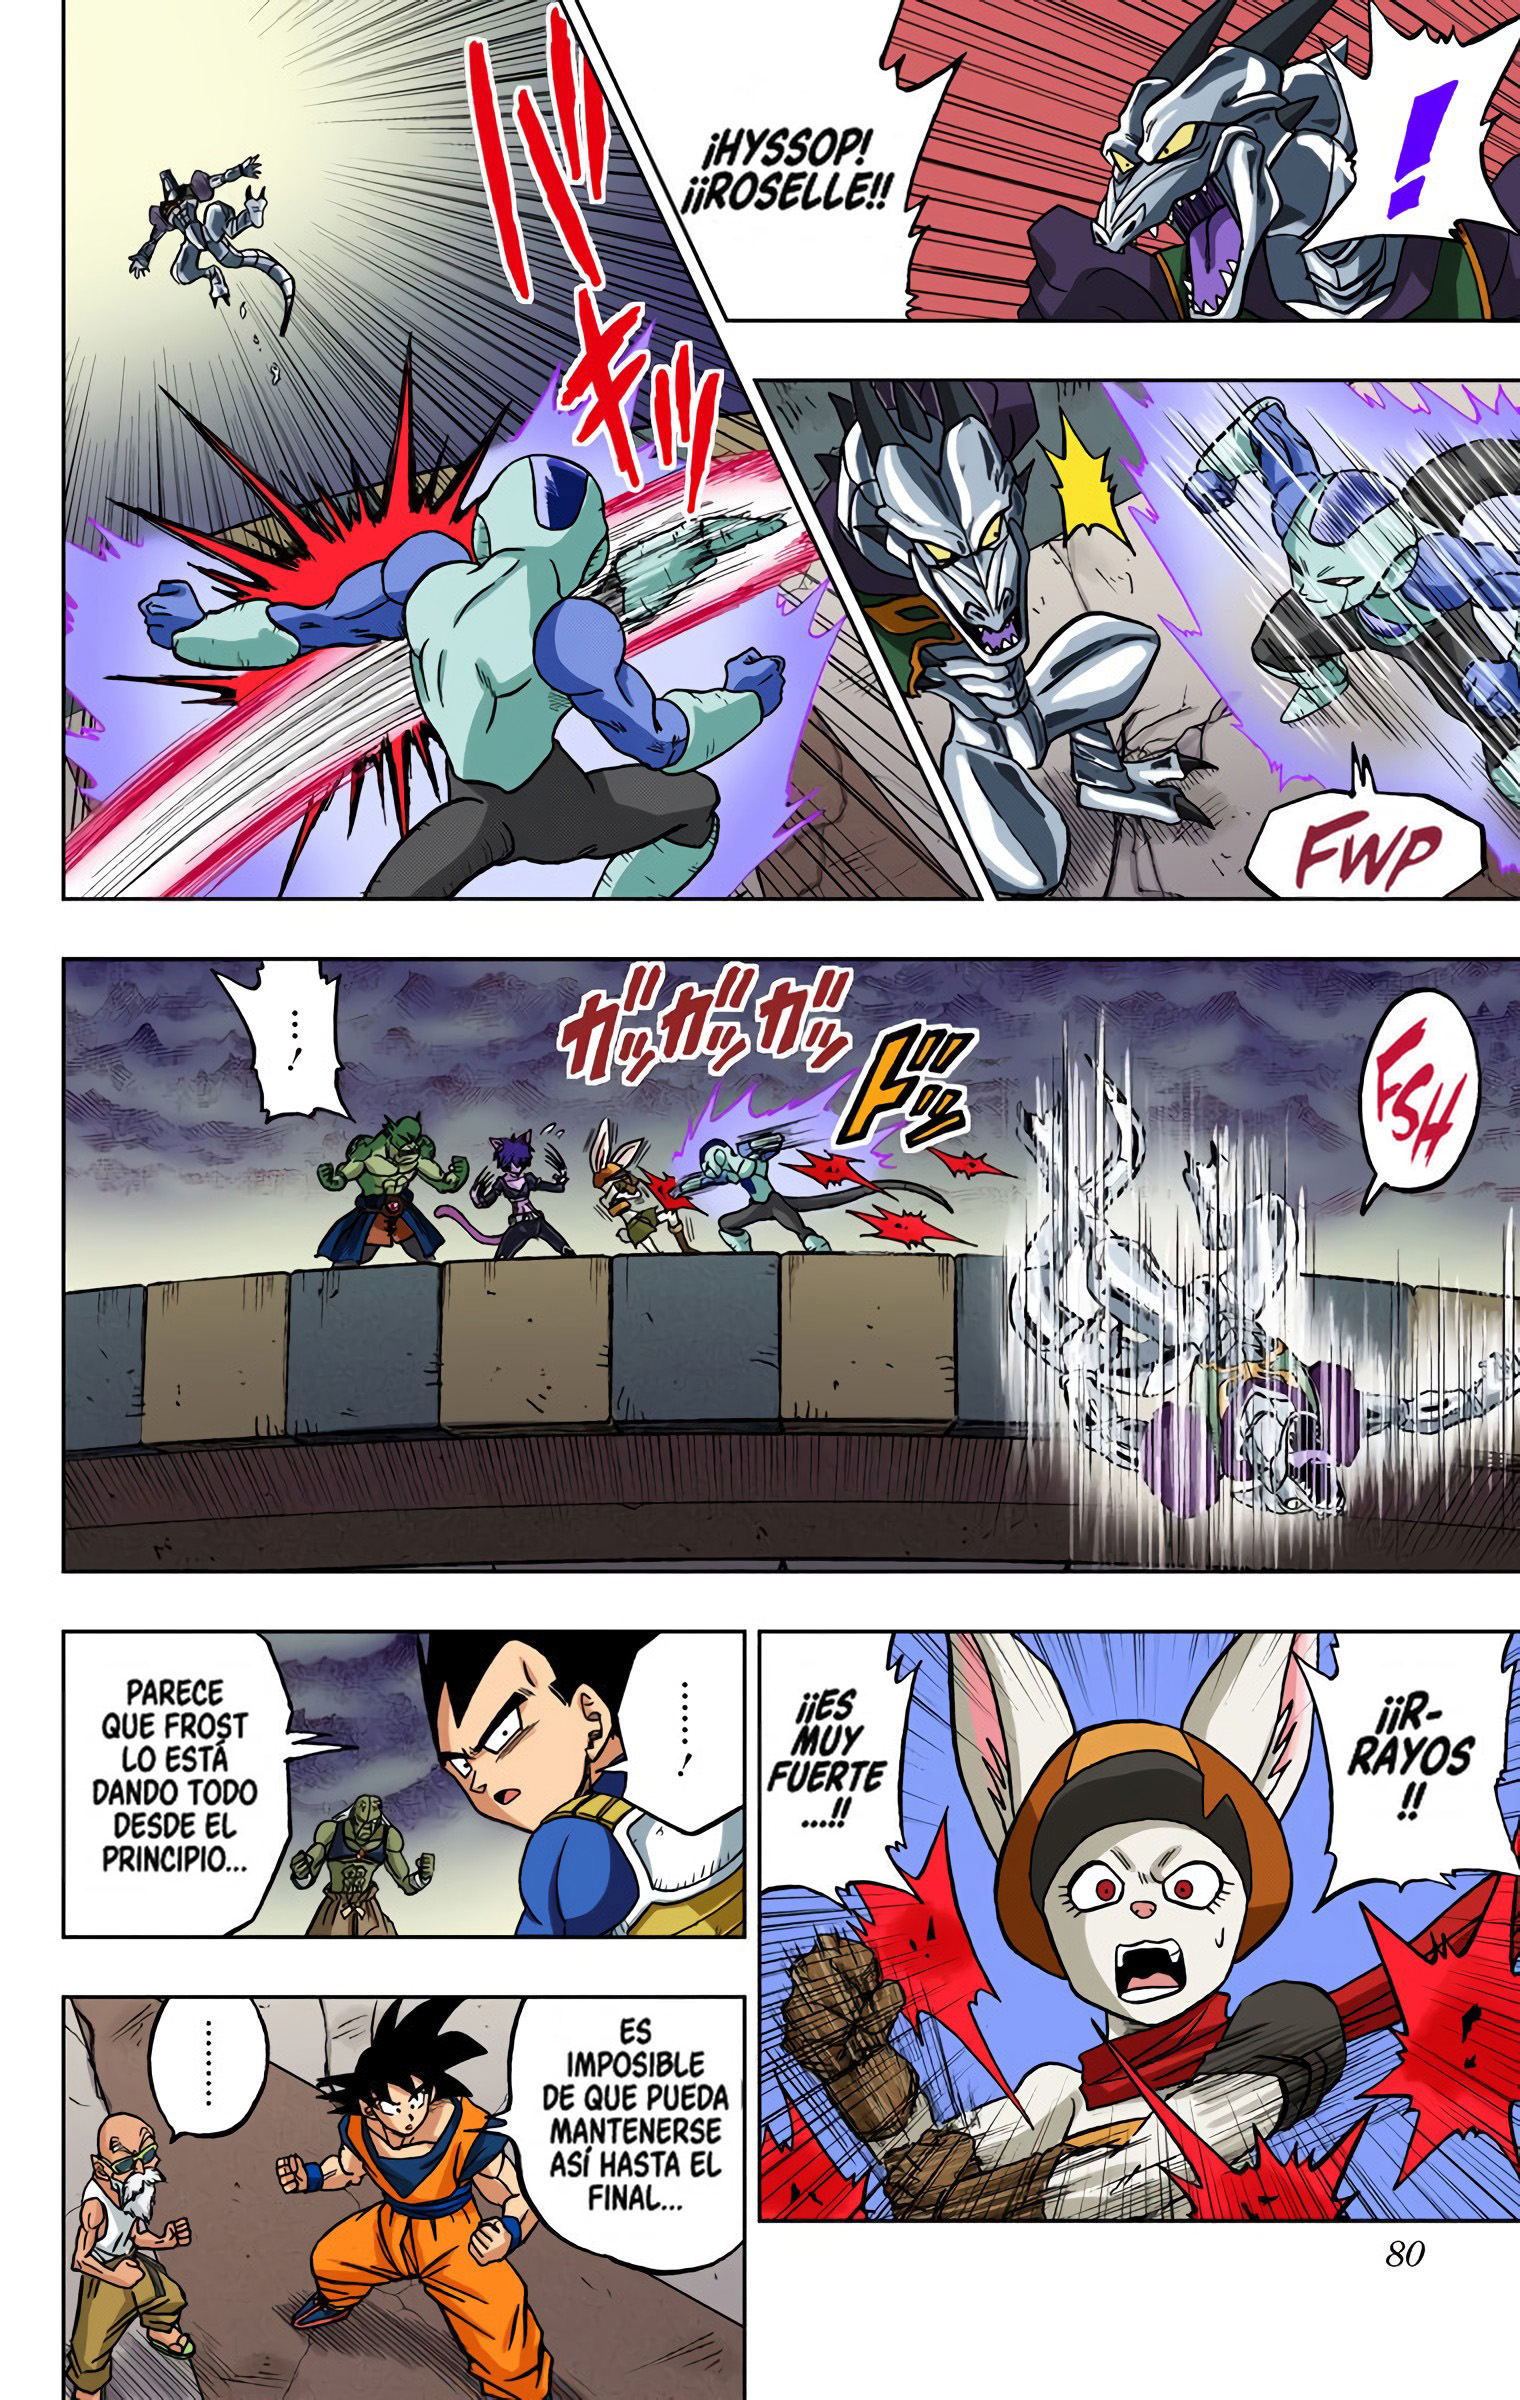 !
¡HYSSOP!
¡¡ROSELLE!!
FWP
ギャッ
FSH
ドッ
ガッガッガッ
...!
¡¡R-
RAYOS
!!
¡¡ES
MUY
FUERTE
...!!
...!
PARECE
QUE FROST
LO ESTÁ
DANDO TODO
DESDE EL
PRINCIPIO...
ES
IMPOSIBLE
DE QUE PUEDA
MANTENERSE
ASÍ HASTA EL
FINAL...
......
80